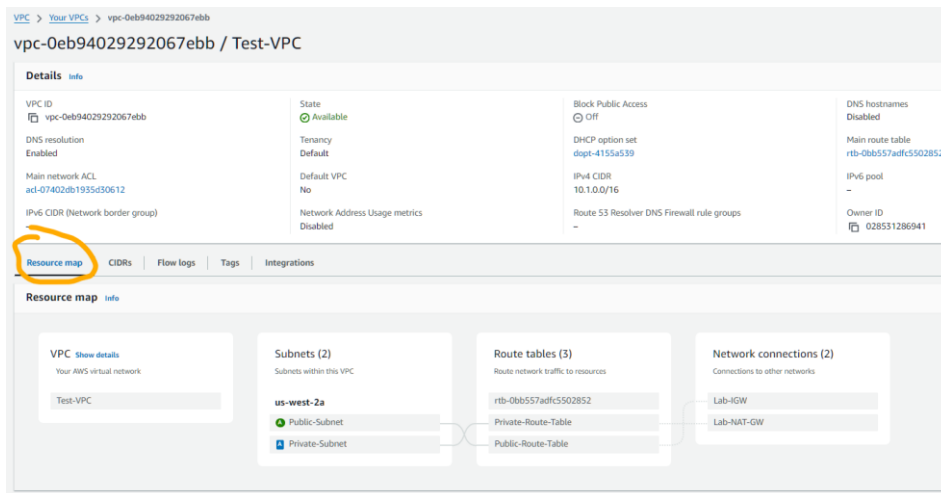 VPC > Your VPCs > vpc-0eb94029292067ebb
vpc-0eb94029292067ebb / Test-VPC
Details Info
VPC ID
vpc-0eb94029292067ebb
State
Available
Block Public Access
Off
DNS hostnames
Disabled
DNS resolution
Enabled
Tenancy
Default
DHCP option set
dopt-4155a539
Main route table
rtb-0bb557adfc5502852
Main network ACL
acl-07402db1935d30612
Default VPC
No
IPv4 CIDR
10.1.0.0/16
IPv6 pool
–
IPv6 CIDR (Network border group)
–
Network Address Usage metrics
Disabled
Route 53 Resolver DNS Firewall rule groups
–
Owner ID
028531286941
Resource map
CIDRs
Flow logs
Tags
Integrations
Resource map Info
VPC Show details
Your AWS virtual network
Test-VPC
Subnets (2)
Subnets within this VPC
us-west-2a
A Public-Subnet
A Private-Subnet
Route tables (3)
Route network traffic to resources
rtb-0bb557adfc5502852
Private-Route-Table
Public-Route-Table
Network connections (2)
Connections to other networks
Lab-IGW
Lab-NAT-GW